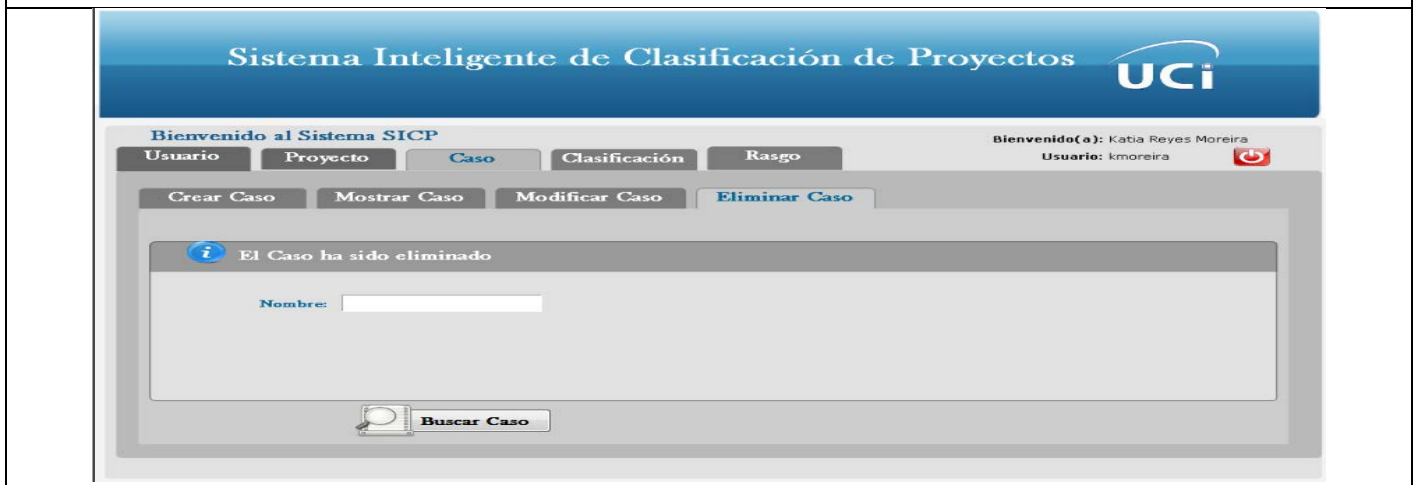 Sistema Inteligente de Clasificación de Proyectos
UCi
Bienvenido al Sistema SICP
Bienvenido(a): Katia Reyes Moreira
Usuario: kmoreira
Usuario Proyecto Caso Clasificación Rasgo
Crear Caso Mostrar Caso Modificar Caso Eliminar Caso
i El Caso ha sido eliminado
Nombre:
Buscar Caso